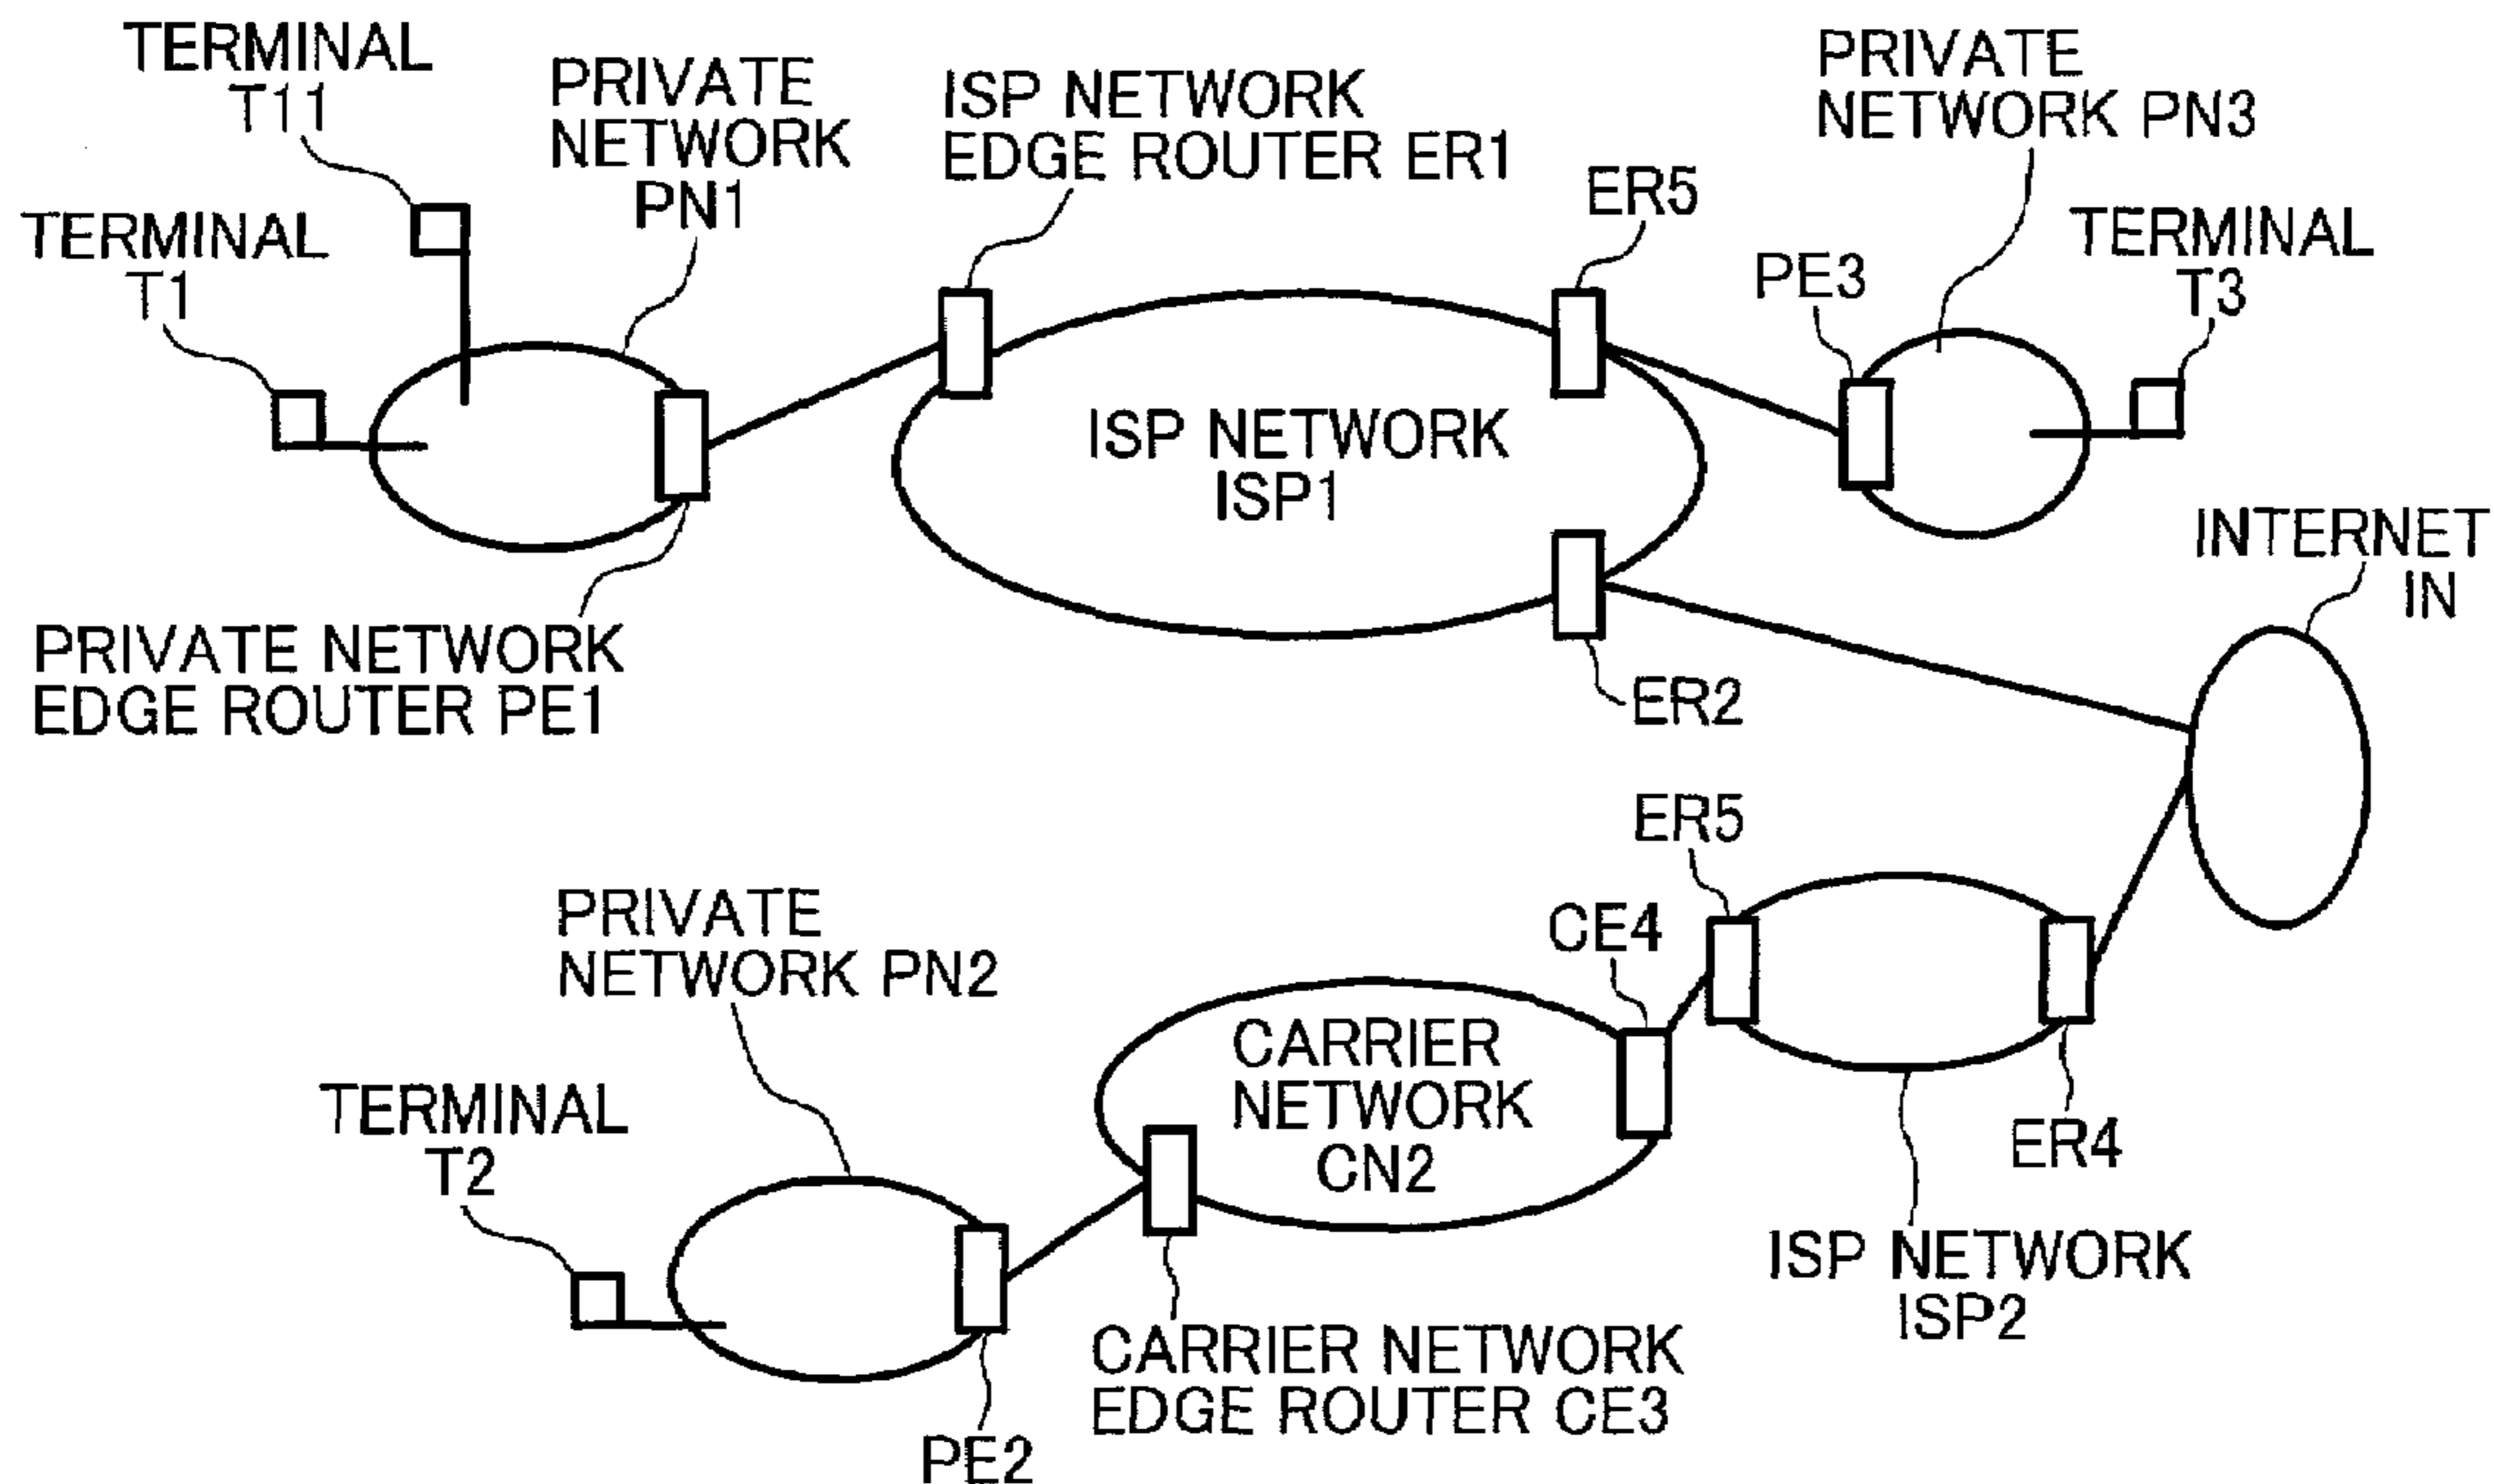 TERMINAL
T11
PRIVATE
NETWORK
PN1
ISP NETWORK
EDGE ROUTER ER1
ER5
PRIVATE
NETWORK PN3
TERMINAL
T1
PE3
TERMINAL
T3
ISP NETWORK
ISP1
INTERNET
IN
PRIVATE NETWORK
EDGE ROUTER PE1
ER2
ER5
PRIVATE
NETWORK PN2
CE4
CARRIER
NETWORK
CN2
TERMINAL
T2
ER4
ISP NETWORK
ISP2
CARRIER NETWORK
EDGE ROUTER CE3
PE2